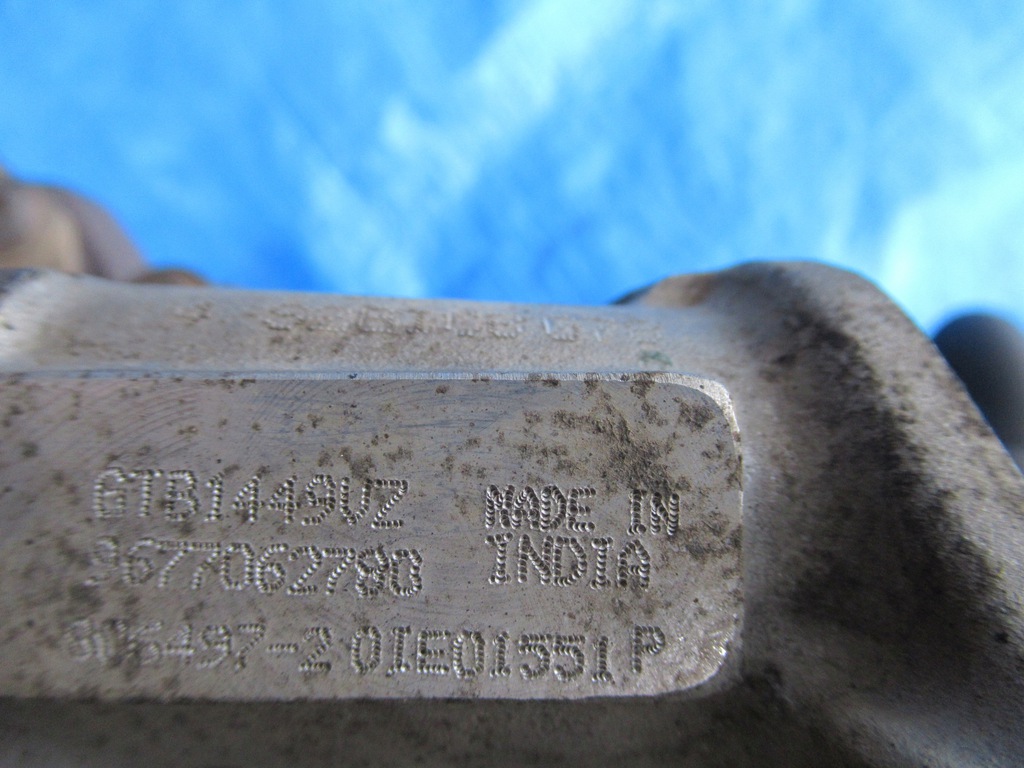 GTB1449VZ MADE IN
9677062780 INDIA
806497-2 0IE01551 P